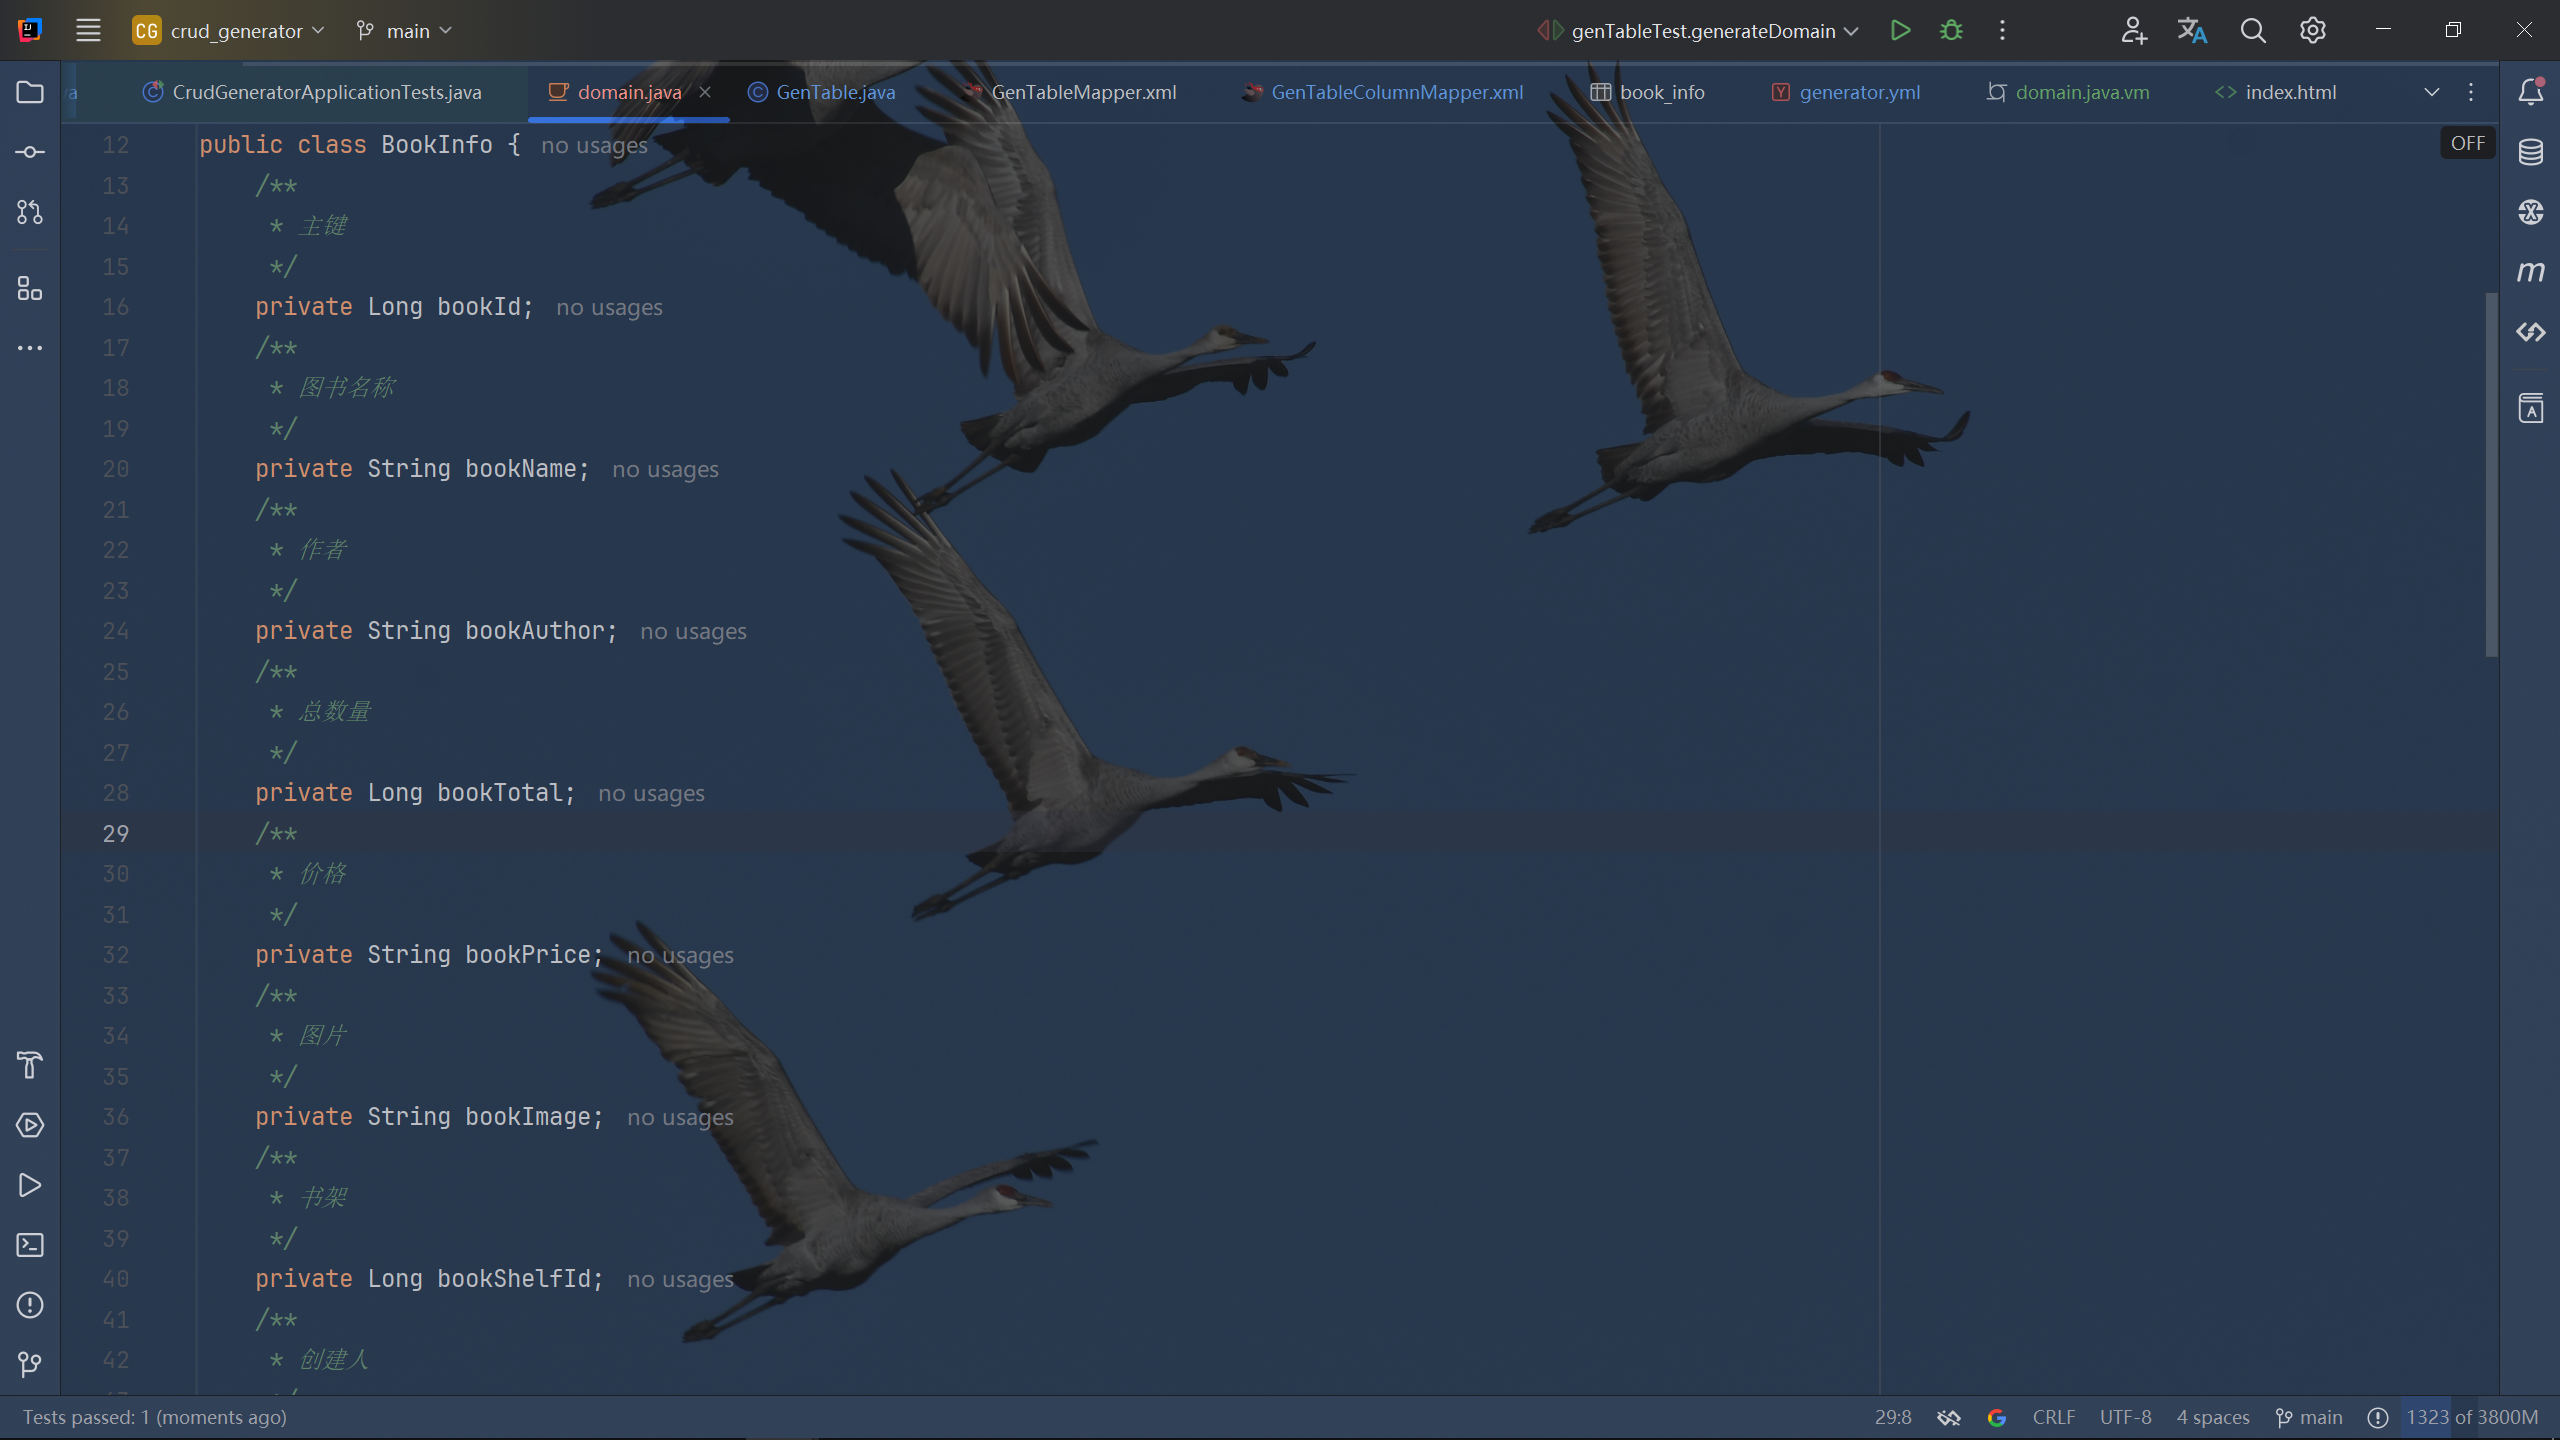 CG crud_generator main genTableTest.generateDomain
CrudGeneratorApplicationTests.java domain.java GenTable.java GenTableMapper.xml GenTableColumnMapper.xml book_info generator.yml domain.java.vm index.html
OFF
12 public class BookInfo { no usages
13 /**
14 * 主键
15 */
16 private Long bookId; no usages
17 /**
18 * 图书名称
19 */
20 private String bookName; no usages
21 /**
22 * 作者
23 */
24 private String bookAuthor; no usages
25 /**
26 * 总数量
27 */
28 private Long bookTotal; no usages
29 /**
30 * 价格
31 */
32 private String bookPrice; no usages
33 /**
34 * 图片
35 */
36 private String bookImage; no usages
37 /**
38 * 书架
39 */
40 private Long bookShelfId; no usages
41 /**
42 * 创建人
Tests passed: 1 (moments ago) 29:8 CRLF UTF-8 4 spaces main 1323 of 3800M